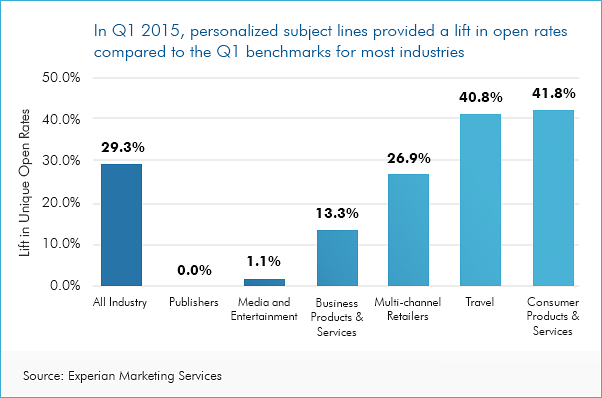 In Q1 2015, personalized subject lines provided a lift in open rates
compared to the Q1 benchmarks for most industries
Lift in Unique Open Rates
50.0%
40.0%
30.0%
20.0%
10.0%
0.0%
29.3%
0.0%
1.1%
13.3%
26.9%
40.8%
41.8%
All Industry
Publishers
Media and
Entertainment
Business
Products &
Services
Multi-channel
Retailers
Travel
Consumer
Products &
Services
Source: Experian Marketing Services